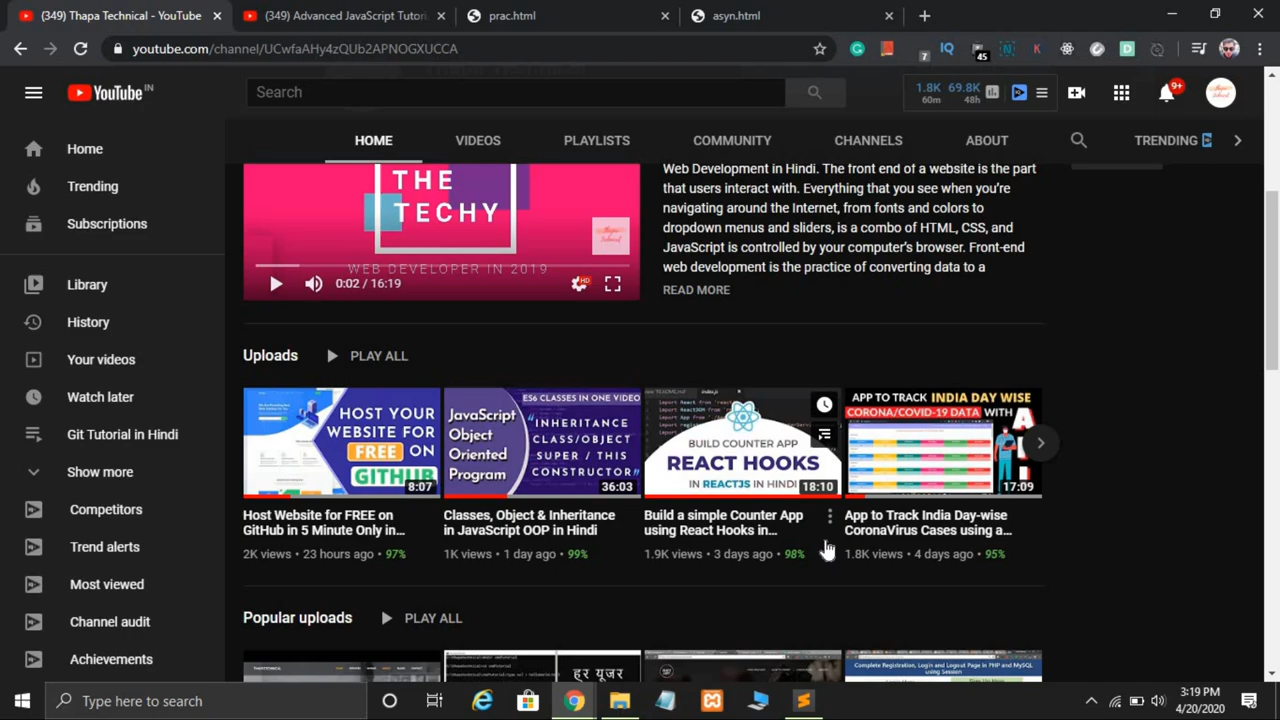 (349) Thapa Technical - YouTube
(349) Advanced JavaScript Tutori
prac.html
asyn.html
youtube.com/channel/UCwfaAHy4zQUb2APNOGXUCCA
7
IQ
45
N
K
D
YouTube IN
Search
1.8K 69.8K
60m 48h
9+
HOME
VIDEOS
PLAYLISTS
COMMUNITY
CHANNELS
ABOUT
TRENDING
Home
Trending
Subscriptions
Library
History
Your videos
Watch later
Git Tutorial in Hindi
Show more
Competitors
Trend alerts
Most viewed
Channel audit
THE
TECHY
WEB DEVELOPER IN 2019
0:02 / 16:19
HD
Web Development in Hindi. The front end of a website is the part
that users interact with. Everything that you see when you're
navigating around the Internet, from fonts and colors to
dropdown menus and sliders, is a combo of HTML, CSS, and
JavaScript is controlled by your computer's browser. Front-end
web development is the practice of converting data to a
READ MORE
Uploads
PLAY ALL
HOST YOUR
WEBSITE FOR
FREE ON
GITHUB
8:07
Host Website for FREE on
GitHub in 5 Minute Only in...
2K views • 23 hours ago • 97%
ES6 CLASSES IN ONE VIDEO
JavaScript
Object
Oriented
Program
"INHERITANCE
CLASS/OBJECT
SUPER / THIS
CONSTRUCTOR"
36:03
Classes, Object & Inheritance
in JavaScript OOP in Hindi
1K views • 1 day ago • 99%
BUILD COUNTER APP
REACT HOOKS
IN REACTJS IN HINDI
18:10
Build a simple Counter App
using React Hooks in...
1.9K views • 3 days ago • 98%
APP TO TRACK INDIA DAY WISE
CORONA/COVID-19 DATA WITH
17:09
App to Track India Day-wise
CoronaVirus Cases using a...
1.8K views • 4 days ago • 95%
Popular uploads
PLAY ALL
हर यूजर
Complete Registration, Login and Logout Page in PHP and MySQL
using Session
Type here to search
3:19 PM
4/20/2020